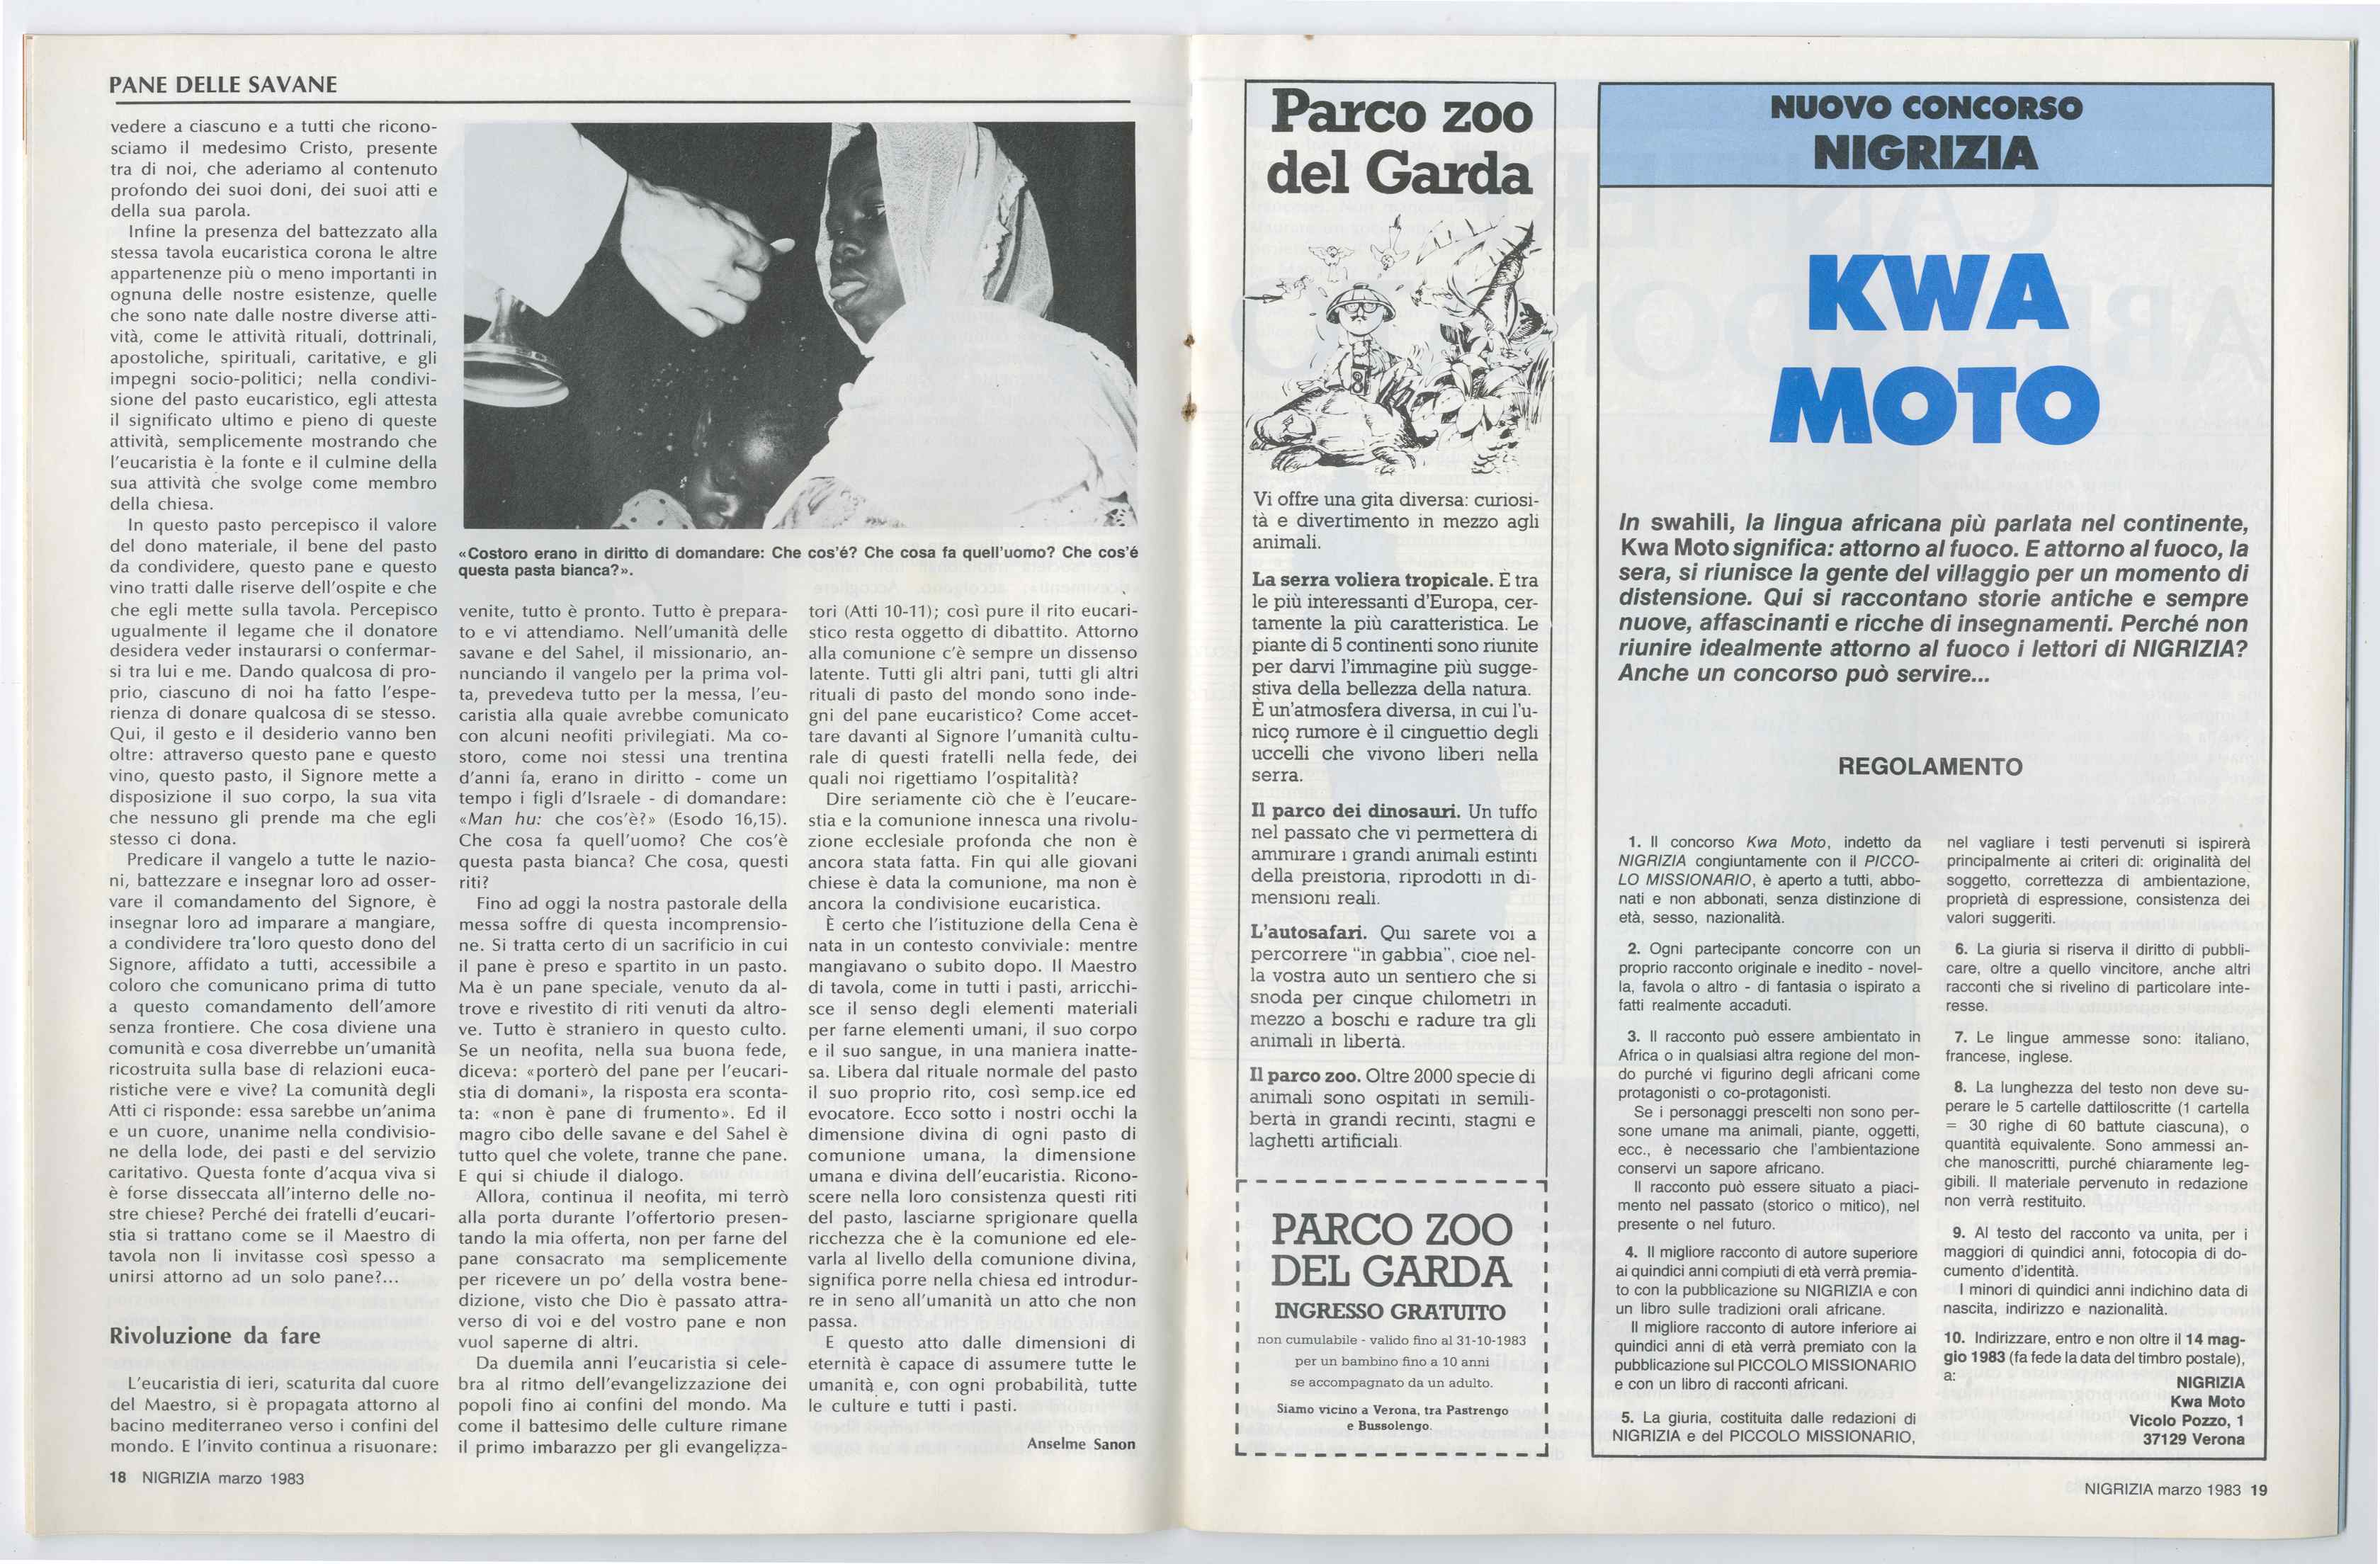 PANE DELLE SAVANE
vedere a ciascuno e a tutti che ricono-
sciamo il medesimo Cristo, presente
tra di noi, che aderiamo al contenuto
profondo dei suoi doni, dei suoi atti e
della sua parola.
Infine la presenza del battezzato alla
stessa tavola eucaristica corona le altre
appartenenze più o meno importanti in
ognuna delle nostre esistenze, quelle
che sono nate dalle nostre diverse atti-
vità, come le attività rituali, dottrinali,
apostoliche, spirituali, caritative, e gli
impegni socio-politici; nella condivi-
sione del pasto eucaristico, egli attesta
il significato ultimo e pieno di queste
attività, semplicemente mostrando che
l'eucaristia è la fonte e il culmine della
sua attività che svolge come membro
della chiesa.
In questo pasto percepisco il valore
del dono materiale, il bene del pasto
da condividere, questo pane e questo
vino tratti dalle riserve dell'ospite e che
che egli mette sulla tavola. Percepisco
ugualmente il legame che il donatore
desidera veder instaurarsi o confermar-
si tra lui e me. Dando qualcosa di pro-
prio, ciascuno di noi ha fatto l'espe-
rienza di donare qualcosa di se stesso.
Qui, il gesto e il desiderio vanno ben
oltre: attraverso questo pane e questo
vino, questo pasto, il Signore mette a
disposizione il suo corpo, la sua vita
che nessuno gli prende ma che egli
stesso ci dona.
Predicare il vangelo a tutte le nazio-
ni, battezzare e insegnar loro ad osser-
vare il comandamento del Signore, è
insegnar loro ad imparare a mangiare,
a condividere tra loro questo dono del
Signore, affidato a tutti, accessibile a
coloro che comunicano prima di tutto
a questo comandamento dell'amore
senza frontiere. Che cosa diviene una
comunità e cosa diverrebbe un'umanità
ricostruita sulla base di relazioni euca-
ristiche vere e vive? La comunità degli
Atti ci risponde: essa sarebbe un'anima
e un cuore, unanime nella condivisio-
ne della lode, dei pasti e del servizio
caritativo. Questa fonte d'acqua viva si
è forse disseccata all'interno delle no-
stre chiese? Perché dei fratelli d'eucari-
stia si trattano come se il Maestro di
tavola non li invitasse così spesso a
unirsi attorno ad un solo pane?...
Rivoluzione da fare
L'eucaristia di ieri, scaturita dal cuore
del Maestro, si è propagata attorno al
bacino mediterraneo verso i confini del
mondo. E l'invito continua a risuonare:
«Costoro erano in diritto di domandare: Che cos'é? Che cosa fa quell'uomo? Che cos'é
questa pasta bianca?».
venite, tutto è pronto. Tutto è prepara-
to e vi attendiamo. Nell'umanità delle
savane e del Sahel, il missionario, an-
nunciando il vangelo per la prima vol-
ta, prevedeva tutto per la messa, l'eu-
caristia alla quale avrebbe comunicato
con alcuni neofiti privilegiati. Ma co-
storo, come noi stessi una trentina
d'anni fa, erano in diritto - come un
tempo i figli d'Israele - di domandare:
«Man hu: che cos'è?» (Esodo 16,15).
Che cosa fa quell'uomo? Che cos'è
questa pasta bianca? Che cosa, questi
riti?
Fino ad oggi la nostra pastorale della
messa soffre di questa incomprensio-
ne. Si tratta certo di un sacrificio in cui
il pane è preso e spartito in un pasto.
Ma è un pane speciale, venuto da al-
trove e rivestito di riti venuti da altro-
ve. Tutto è straniero in questo culto.
Se un neofita, nella sua buona fede,
diceva: «porterò del pane per l'eucari-
stia di domani», la risposta era sconta-
ta: «non è pane di frumento». Ed il
magro cibo delle savane e del Sahel è
tutto quel che volete, tranne che pane.
E qui si chiude il dialogo.
Allora, continua il neofita, mi terrò
alla porta durante l'offertorio presen-
tando la mia offerta, non per farne del
pane consacrato ma semplicemente
per ricevere un po' della vostra bene-
dizione, visto che Dio è passato attra-
verso di voi e del vostro pane e non
vuol saperne di altri.
Da duemila anni l'eucaristia si cele-
bra al ritmo dell'evangelizzazione dei
popoli fino ai confini del mondo. Ma
come il battesimo delle culture rimane
il primo imbarazzo per gli evangelizza-
tori (Atti 10-11); così pure il rito eucari-
stico resta oggetto di dibattito. Attorno
alla comunione c'è sempre un dissenso
latente. Tutti gli altri pani, tutti gli altri
rituali di pasto del mondo sono inde-
gni del pane eucaristico? Come accet-
tare davanti al Signore l'umanità cultu-
rale di questi fratelli nella fede, dei
quali noi rigettiamo l'ospitalità?
Dire seriamente ciò che è l'eucare-
stia e la comunione innesca una rivolu-
zione ecclesiale profonda che non è
ancora stata fatta. Fin qui alle giovani
chiese è data la comunione, ma non è
ancora la condivisione eucaristica.
È certo che l'istituzione della Cena è
nata in un contesto conviviale: mentre
mangiavano o subito dopo. Il Maestro
di tavola, come in tutti i pasti, arricchi-
sce il senso degli elementi materiali
per farne elementi umani, il suo corpo
e il suo sangue, in una maniera inatte-
sa. Libera dal rituale normale del pasto
il suo proprio rito, così semp.ice ed
evocatore. Ecco sotto i nostri occhi la
dimensione divina di ogni pasto di
comunione umana, la dimensione
umana e divina dell'eucaristia. Ricono-
scere nella loro consistenza questi riti
del pasto, lasciarne sprigionare quella
ricchezza che è la comunione ed ele-
varla al livello della comunione divina,
significa porre nella chiesa ed introdur-
re in seno all'umanità un atto che non
passa.
E questo atto dalle dimensioni di
eternità è capace di assumere tutte le
umanità e, con ogni probabilità, tutte
le culture e tutti i pasti.
Anselme Sanon
18 NIGRIZIA marzo 1983
Parco zoo
del Garda
Vi offre una gita diversa: curiosi-
tà e divertimento in mezzo agli
animali.
La serra voliera tropicale. È tra
le più interessanti d'Europa, cer-
tamente la più caratteristica. Le
piante di 5 continenti sono riunite
per darvi l'immagine più sugge-
stiva della bellezza della natura.
È un'atmosfera diversa, in cui l'u-
nico rumore è il cinguettio degli
uccelli che vivono liberi nella
serra.
Il parco dei dinosauri. Un tuffo
nel passato che vi permetterà di
ammirare i grandi animali estinti
della preistoria, riprodotti in di-
mensioni reali.
L'autosafari. Qui sarete voi a
percorrere "in gabbia", cioè nel-
la vostra auto un sentiero che si
snoda per cinque chilometri in
mezzo a boschi e radure tra gli
animali in libertà.
Il parco zoo. Oltre 2000 specie di
animali sono ospitati in semili-
bertà in grandi recinti, stagni e
laghetti artificiali.
PARCO ZOO
DEL GARDA
INGRESSO GRATUITO
non cumulabile - valido fino al 31-10-1983
per un bambino fino a 10 anni
se accompagnato da un adulto.
Siamo vicino a Verona, tra Pastrengo
e Bussolengo.
NUOVO CONCORSO
NIGRIZIA
KWA
MOTO
In swahili, la lingua africana più parlata nel continente,
Kwa Moto significa: attorno al fuoco. E attorno al fuoco, la
sera, si riunisce la gente del villaggio per un momento di
distensione. Qui si raccontano storie antiche e sempre
nuove, affascinanti e ricche di insegnamenti. Perché non
riunire idealmente attorno al fuoco i lettori di NIGRIZIA?
Anche un concorso può servire...
REGOLAMENTO
1. Il concorso Kwa Moto, indetto da
NIGRIZIA congiuntamente con il PICCO-
LO MISSIONARIO, è aperto a tutti, abbo-
nati e non abbonati, senza distinzione di
età, sesso, nazionalità.
2. Ogni partecipante concorre con un
proprio racconto originale e inedito - novel-
la, favola o altro - di fantasia o ispirato a
fatti realmente accaduti.
3. Il racconto può essere ambientato in
Africa o in qualsiasi altra regione del mon-
do purché vi figurino degli africani come
protagonisti o co-protagonisti.
Se i personaggi prescelti non sono per-
sone umane ma animali, piante, oggetti,
ecc., è necessario che l'ambientazione
conservi un sapore africano.
Il racconto può essere situato a piaci-
mento nel passato (storico o mitico), nel
presente o nel futuro.
4. Il migliore racconto di autore superiore
ai quindici anni compiuti di età verrà premia-
to con la pubblicazione su NIGRIZIA e con
un libro sulle tradizioni orali africane.
Il migliore racconto di autore inferiore ai
quindici anni di età verrà premiato con la
pubblicazione sul PICCOLO MISSIONARIO
e con un libro di racconti africani.
5. La giuria, costituita dalle redazioni di
NIGRIZIA e del PICCOLO MISSIONARIO,
nel vagliare i testi pervenuti si ispirerà
principalmente ai criteri di: originalità del
soggetto, correttezza di ambientazione,
proprietà di espressione, consistenza dei
valori suggeriti.
6. La giuria si riserva il diritto di pubbli-
care, oltre a quello vincitore, anche altri
racconti che si rivelino di particolare inte-
resse.
7. Le lingue ammesse sono: italiano,
francese, inglese.
8. La lunghezza del testo non deve su-
perare le 5 cartelle dattiloscritte (1 cartella
= 30 righe di 60 battute ciascuna), o
quantità equivalente. Sono ammessi an-
che manoscritti, purché chiaramente leg-
gibili. Il materiale pervenuto in redazione
non verrà restituito.
9. Al testo del racconto va unita, per i
maggiori di quindici anni, fotocopia di do-
cumento d'identità.
I minori di quindici anni indichino data di
nascita, indirizzo e nazionalità.
10. Indirizzare, entro e non oltre il 14 mag-
gio 1983 (fa fede la data del timbro postale),
a:
NIGRIZIA
Kwa Moto
Vicolo Pozzo, 1
37129 Verona
NIGRIZIA marzo 1983 19